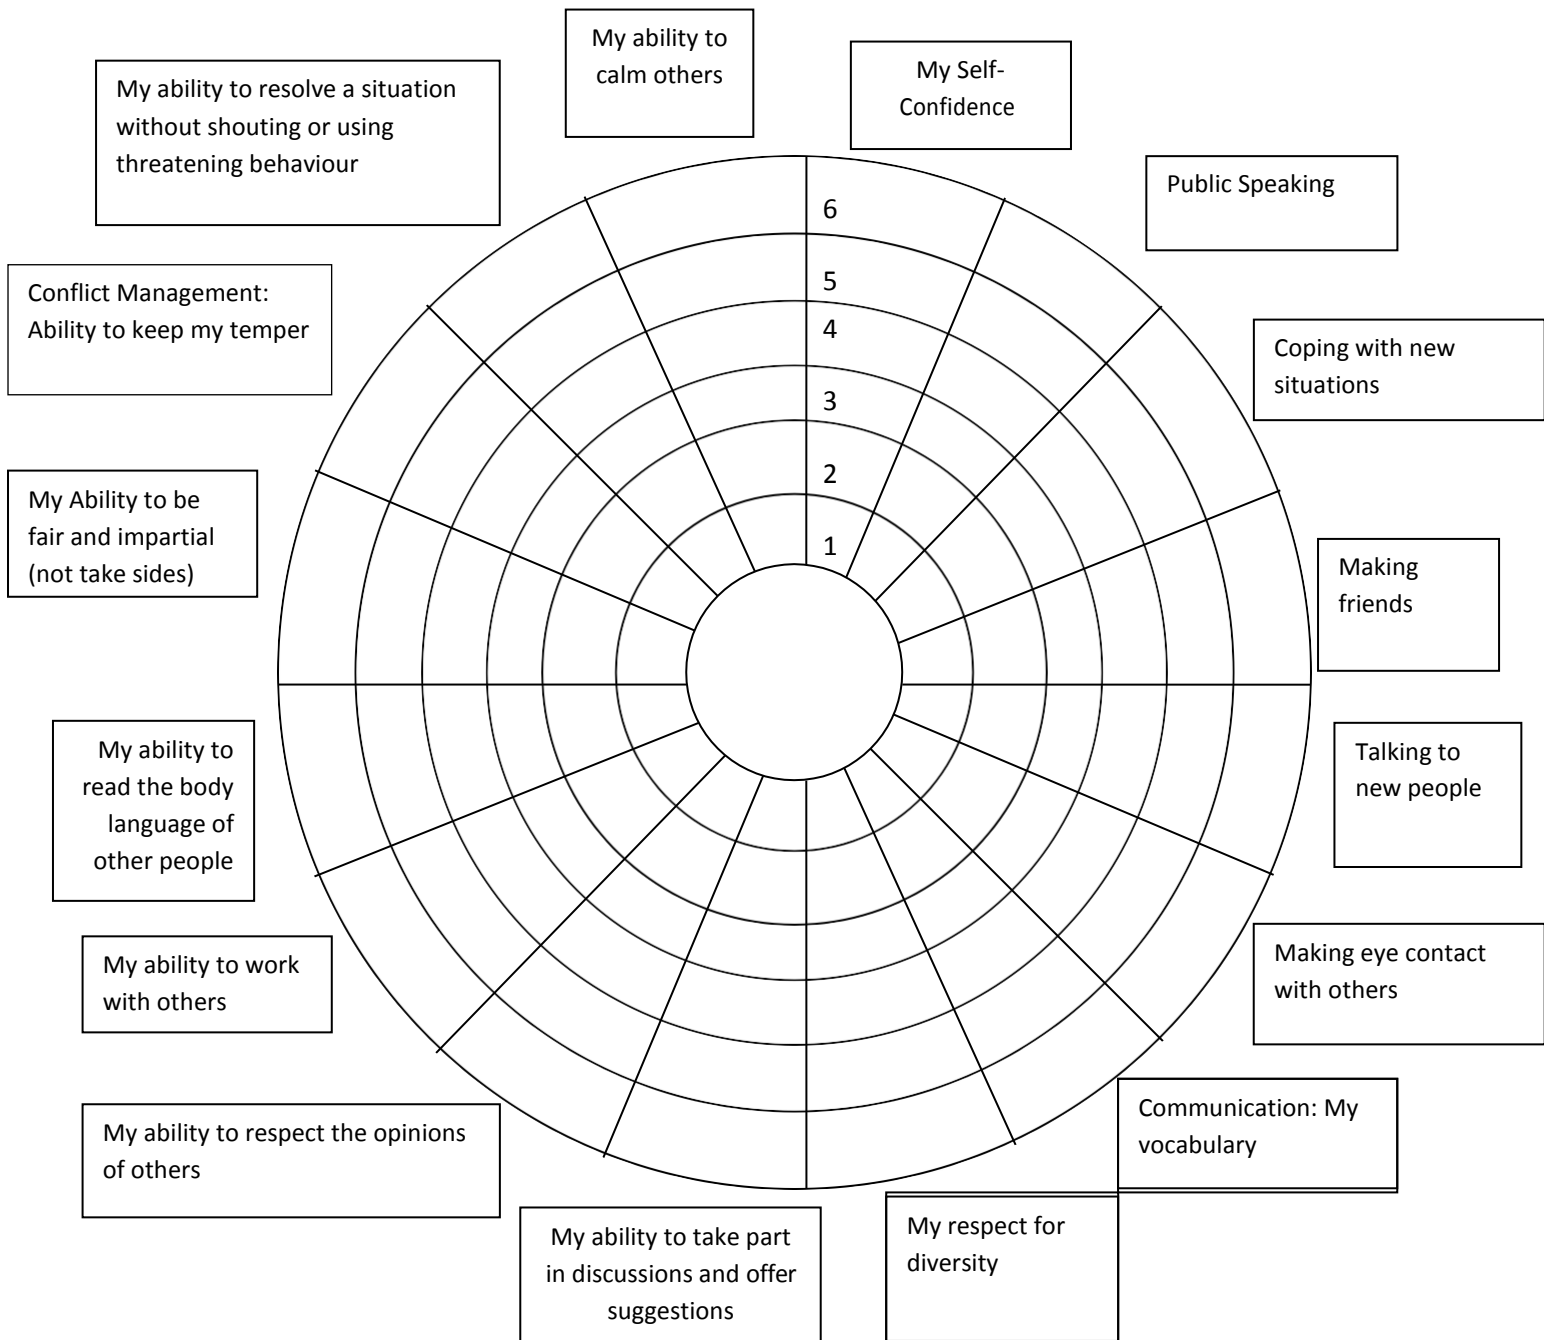 My ability to
calm others
My Self-
Confidence
My ability to resolve a situation
without shouting or using
threatening behaviour
Public Speaking
6
5
4
3
2
1
Conflict Management:
Ability to keep my temper
Coping with new
situations
My Ability to be
fair and impartial
(not take sides)
Making
friends
My ability to
read the body
language of
other people
Talking to
new people
My ability to work
with others
Making eye contact
with others
My ability to respect the opinions
of others
Communication: My
vocabulary
My ability to take part
in discussions and offer
suggestions
My respect for
diversity